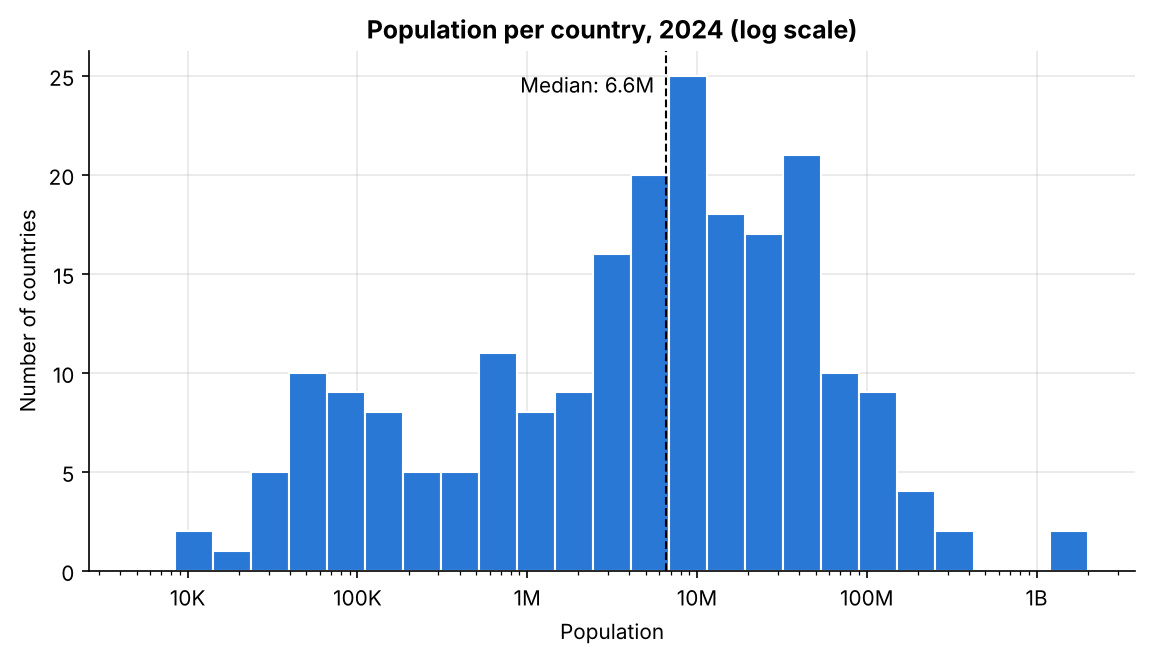 Population per country, 2024 (log scale)
Median: 6.6M
Number of countries
25
20
15
10
5
0
10K 100K 1M 10M 100M 1B
Population